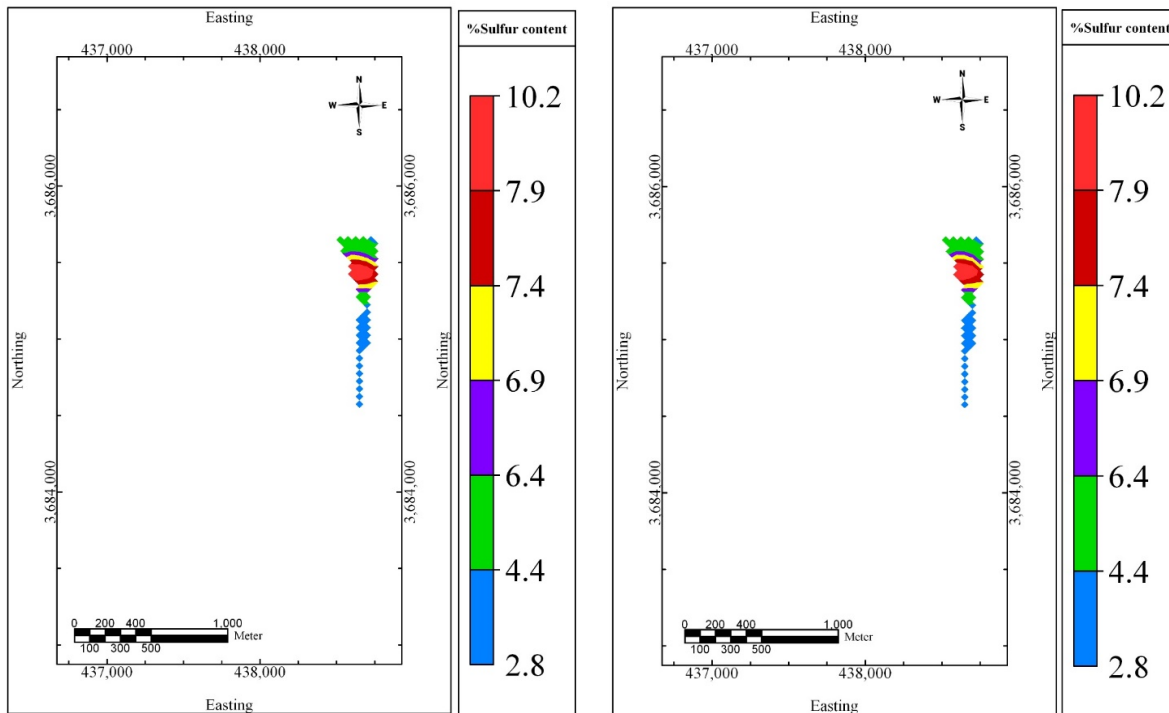 Easting
437,000 438,000
N
W E
S
3,686,000 3,686,000
Northing Northing
3,684,000 3,684,000
0 200 400 1,000
Meter
100 300 500
437,000 438,000
Easting
%Sulfur content
10.2
7.9
7.4
6.9
6.4
4.4
2.8
Easting
437,000 438,000
N
W E
S
3,686,000 3,686,000
Northing Northing
3,684,000 3,684,000
0 200 400 1,000
Meter
100 300 500
437,000 438,000
Easting
%Sulfur content
10.2
7.9
7.4
6.9
6.4
4.4
2.8